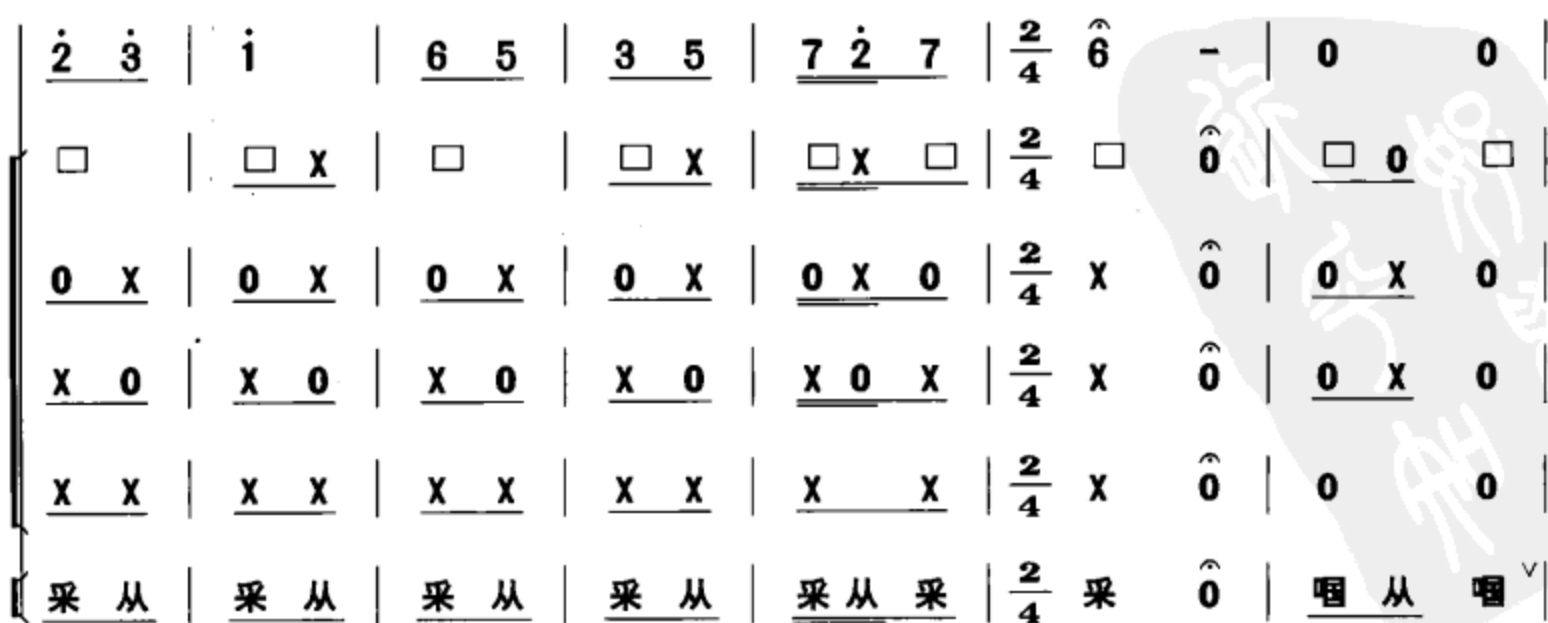 2̇ 3̇ | 1̇ | 6 5 | 3 5 | 7 2̇ 7 | 2/4 6 - | 0 0 |
□ | □ X | □ | □ X | □ X □ | 2/4 □ 0 | □ 0 □ |
0 X | 0 X | 0 X | 0 X | 0 X 0 | 2/4 X 0 | 0 X 0 |
X 0 | X 0 | X 0 | X 0 | X 0 X | 2/4 X 0 | 0 X 0 |
X X | X X | X X | X X | X X | 2/4 X 0 | 0 0 |
采 从 | 采 从 | 采 从 | 采 从 | 采 从 采 | 2/4 采 0 | 嘓 从 嘓 ∨ |